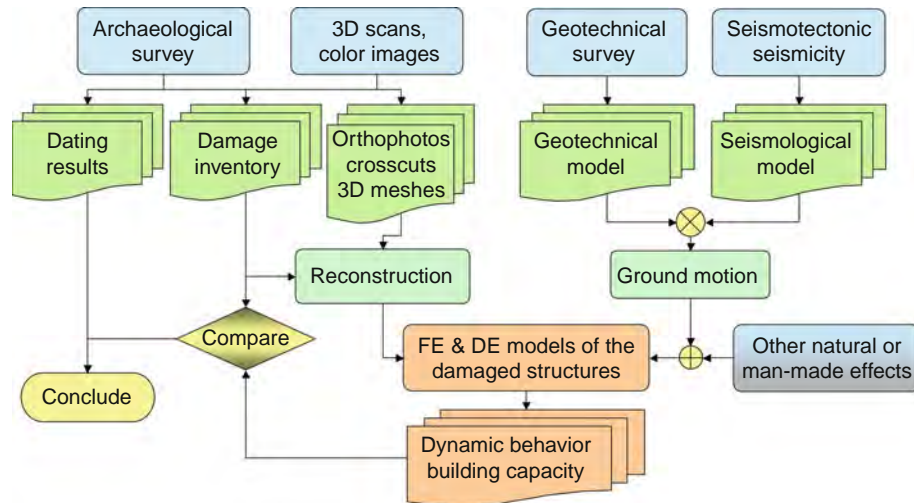 Archaeological
survey
3D scans,
color images
Geotechnical
survey
Seismotectonic
seismicity
Dating
results
Damage
inventory
Orthophotos
crosscuts
3D meshes
Geotechnical
model
Seismological
model
Reconstruction
Ground motion
Compare
FE & DE models of the
damaged structures
Other natural or
man-made effects
Conclude
Dynamic behavior
building capacity